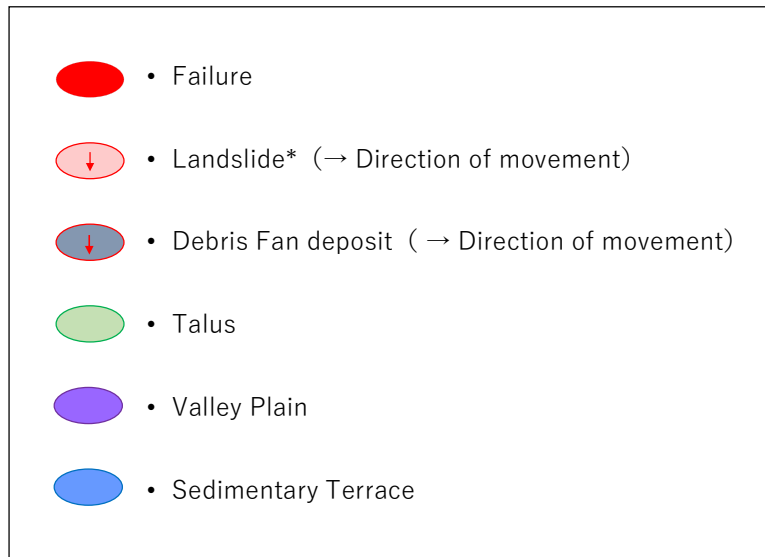 • Failure
• Landslide* (→ Direction of movement)
• Debris Fan deposit ( → Direction of movement)
• Talus
• Valley Plain
• Sedimentary Terrace